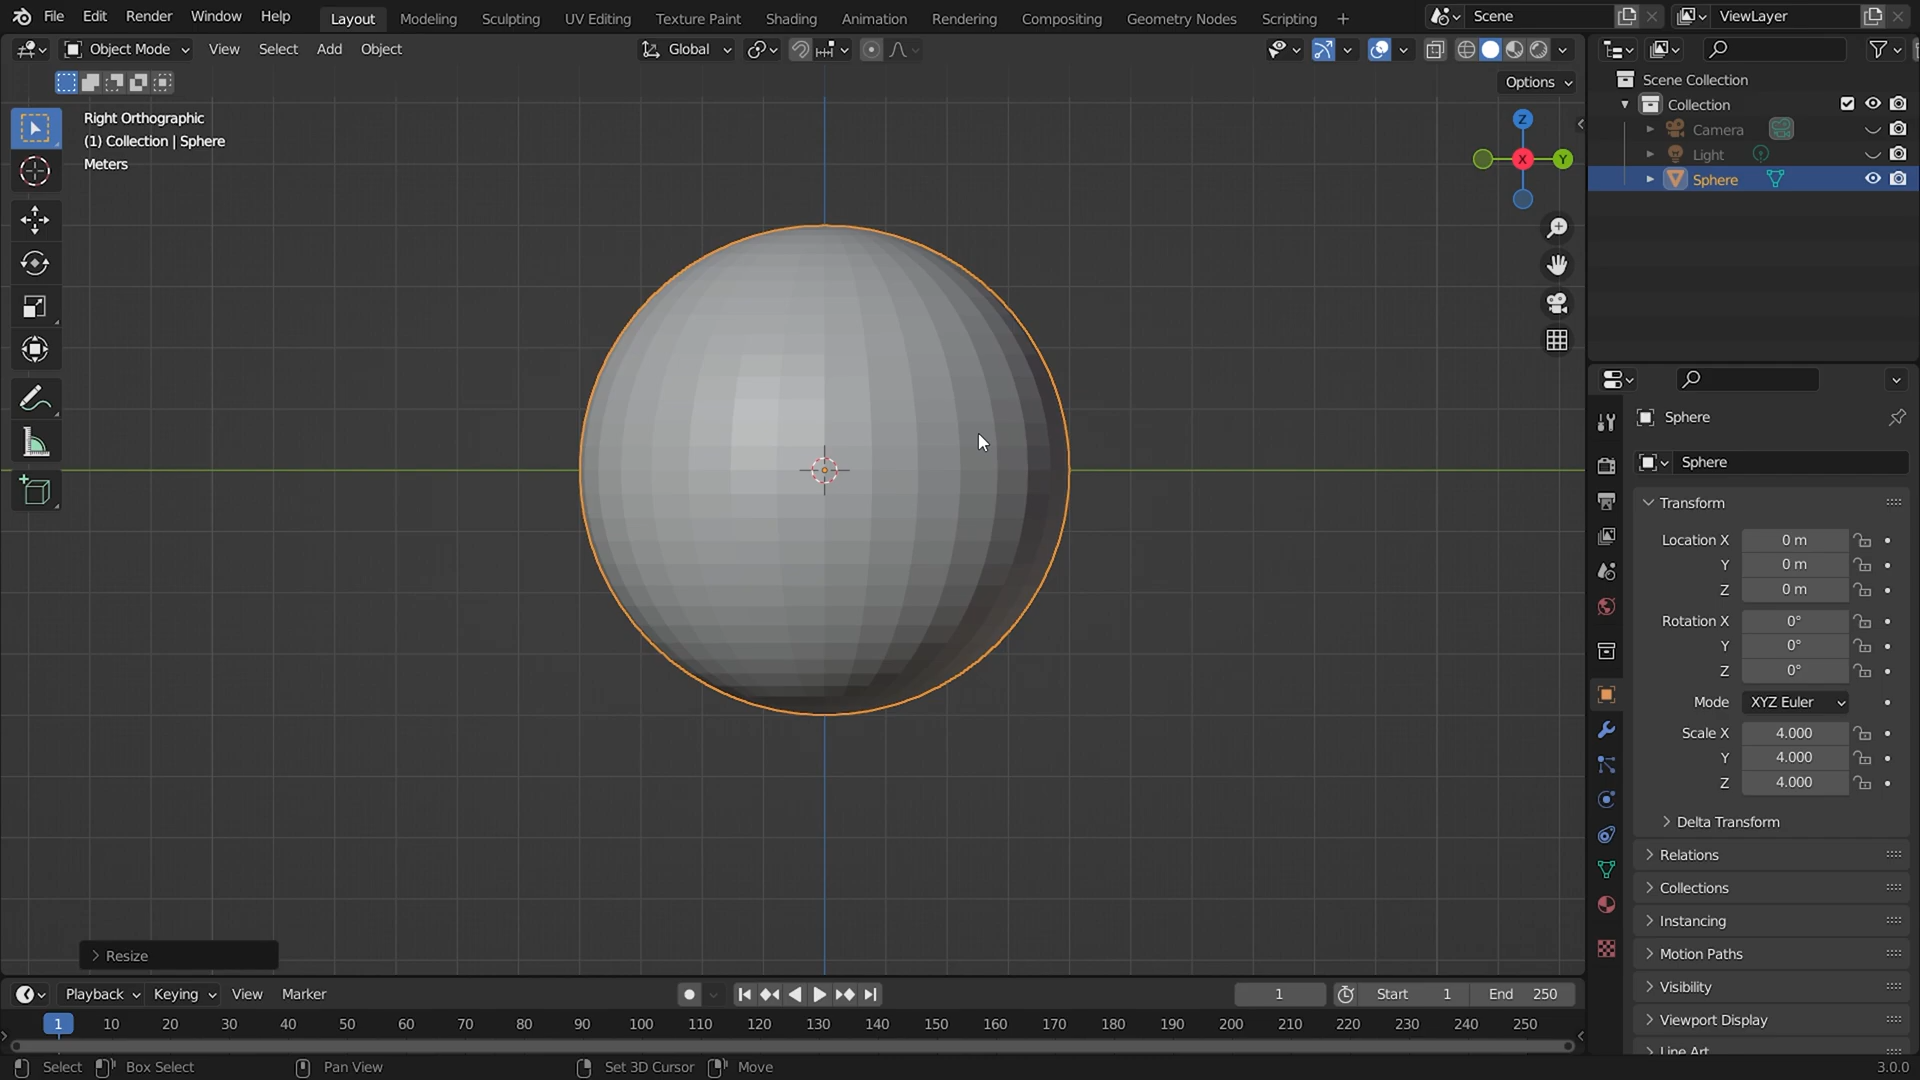 File Edit Render Window Help Layout Modeling Sculpting UV Editing Texture Paint Shading Animation Rendering Compositing Geometry Nodes Scripting + Scene ViewLayer
Object Mode View Select Add Object Global
Options
Right Orthographic
(1) Collection | Sphere
Meters
Z
X
Y
Scene Collection
Collection
Camera
Light
Sphere
Sphere
Sphere
Transform
Location X 0 m
Y 0 m
Z 0 m
Rotation X 0°
Y 0°
Z 0°
Mode XYZ Euler
Scale X 4.000
Y 4.000
Z 4.000
Delta Transform
Relations
Collections
Instancing
Motion Paths
Visibility
Viewport Display
Line Art
Resize
Playback Keying View Marker 1 Start 1 End 250
1 10 20 30 40 50 60 70 80 90 100 110 120 130 140 150 160 170 180 190 200 210 220 230 240 250
Select Box Select Pan View Set 3D Cursor Move 3.0.0